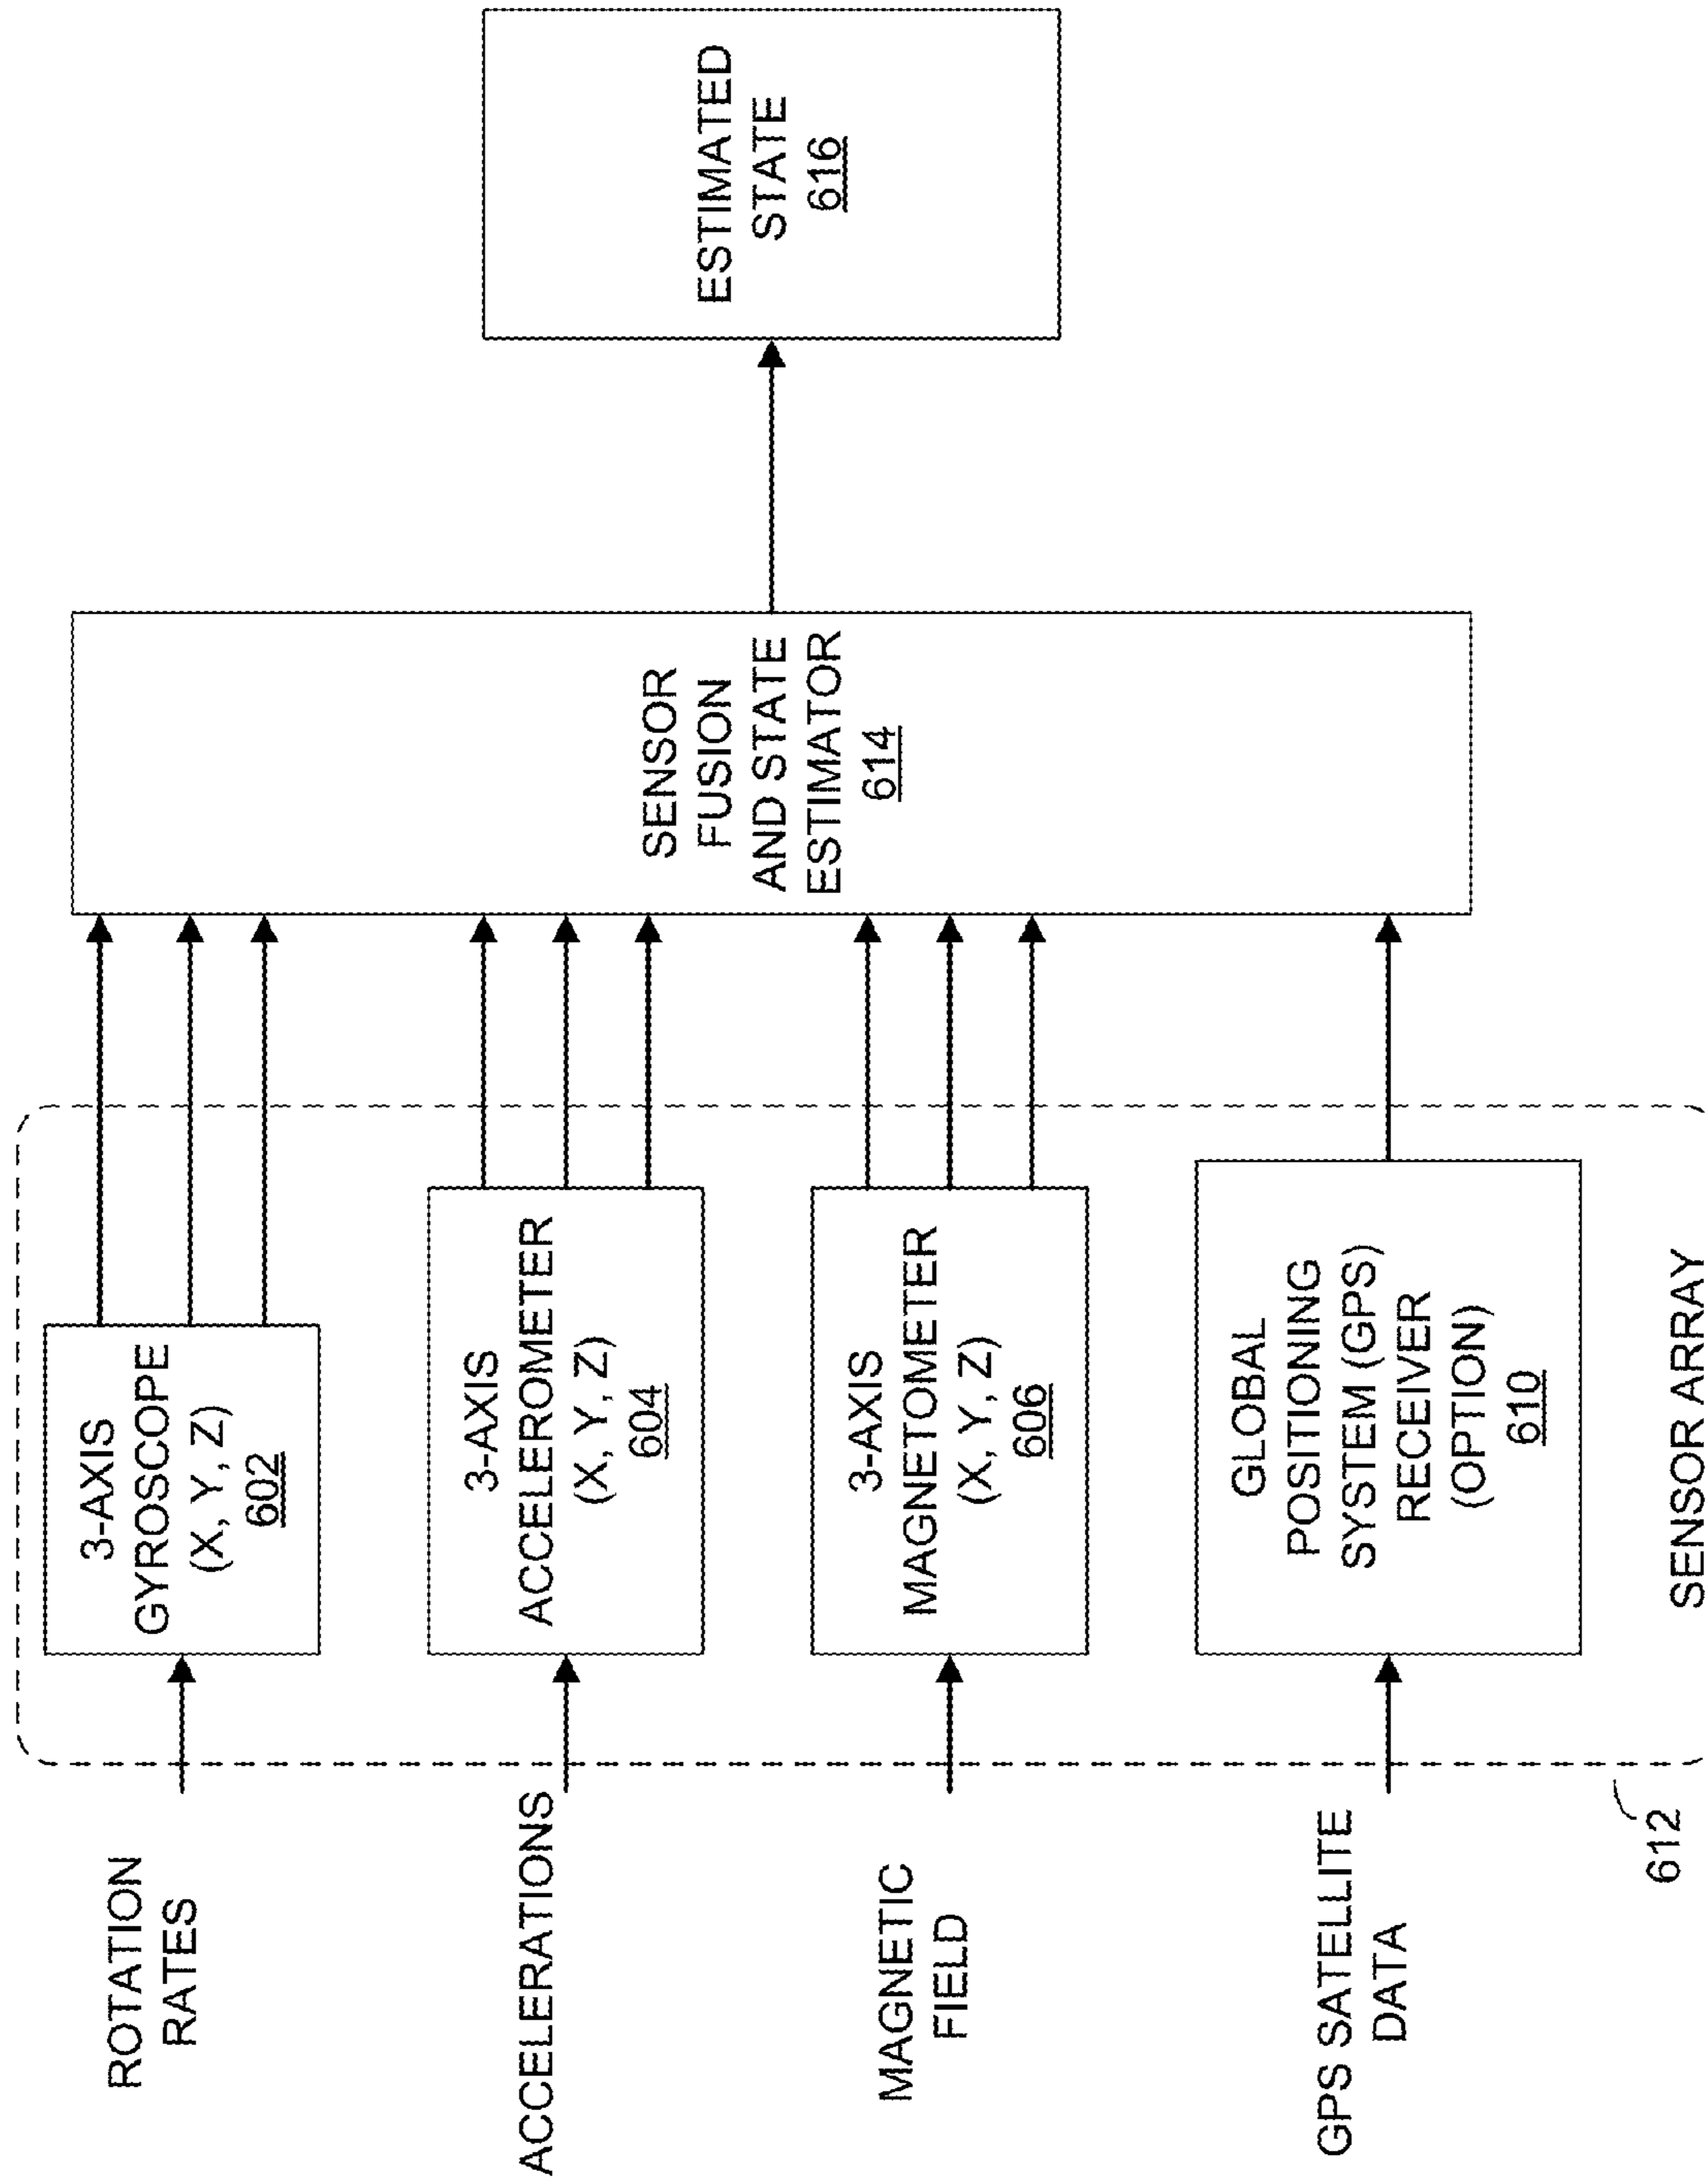 ROTATION
RATES
3-AXIS
GYROSCOPE
(X, Y, Z)
602
ACCELERATIONS
3-AXIS
ACCELEROMETER
(X, Y, Z)
604
MAGNETIC
FIELD
3-AXIS
MAGNETOMETER
(X, Y, Z)
606
GPS SATELLITE
DATA
GLOBAL
POSITIONING
SYSTEM (GPS)
RECEIVER
(OPTION)
610
612
SENSOR ARRAY
SENSOR
FUSION
AND STATE
ESTIMATOR
614
ESTIMATED
STATE
616